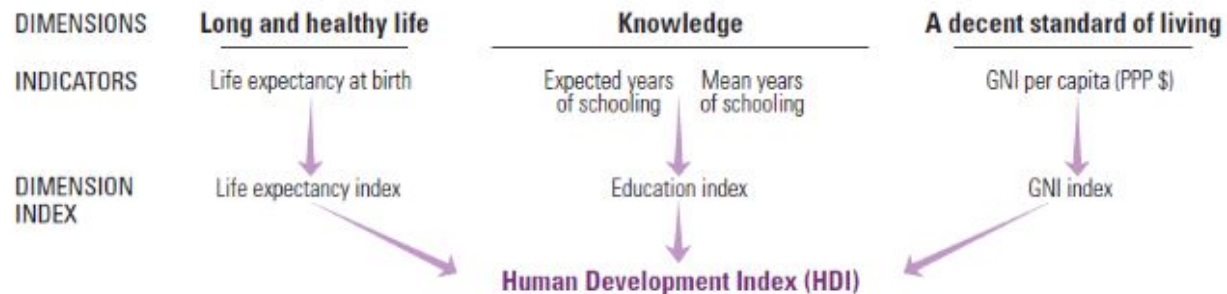 DIMENSIONS Long and healthy life Knowledge A decent standard of living
INDICATORS Life expectancy at birth Expected years of schooling Mean years of schooling GNI per capita (PPP $)
DIMENSION INDEX Life expectancy index Education index GNI index
Human Development Index (HDI)